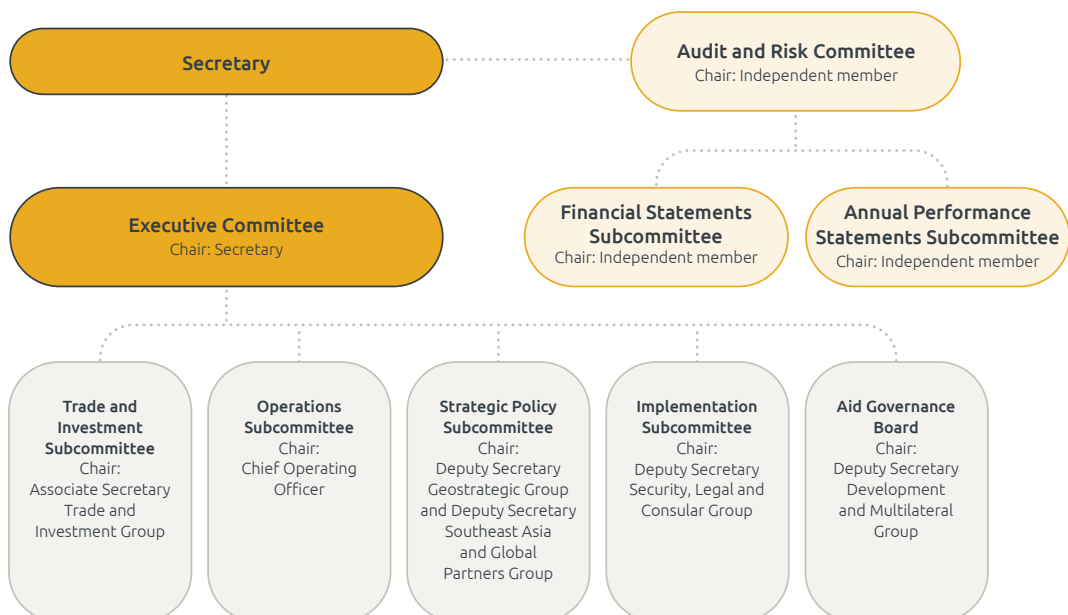 Secretary
Audit and Risk Committee
Chair: Independent member
Executive Committee
Chair: Secretary
Financial Statements
Subcommittee
Chair: Independent member
Annual Performance
Statements Subcommittee
Chair: Independent member
Trade and
Investment
Subcommittee
Chair:
Associate Secretary
Trade and
Investment Group
Operations
Subcommittee
Chair:
Chief Operating
Officer
Strategic Policy
Subcommittee
Chair:
Deputy Secretary
Geostrategic Group
and Deputy Secretary
Southeast Asia
and Global
Partners Group
Implementation
Subcommittee
Chair:
Deputy Secretary
Security, Legal and
Consular Group
Aid Governance
Board
Chair:
Deputy Secretary
Development
and Multilateral
Group